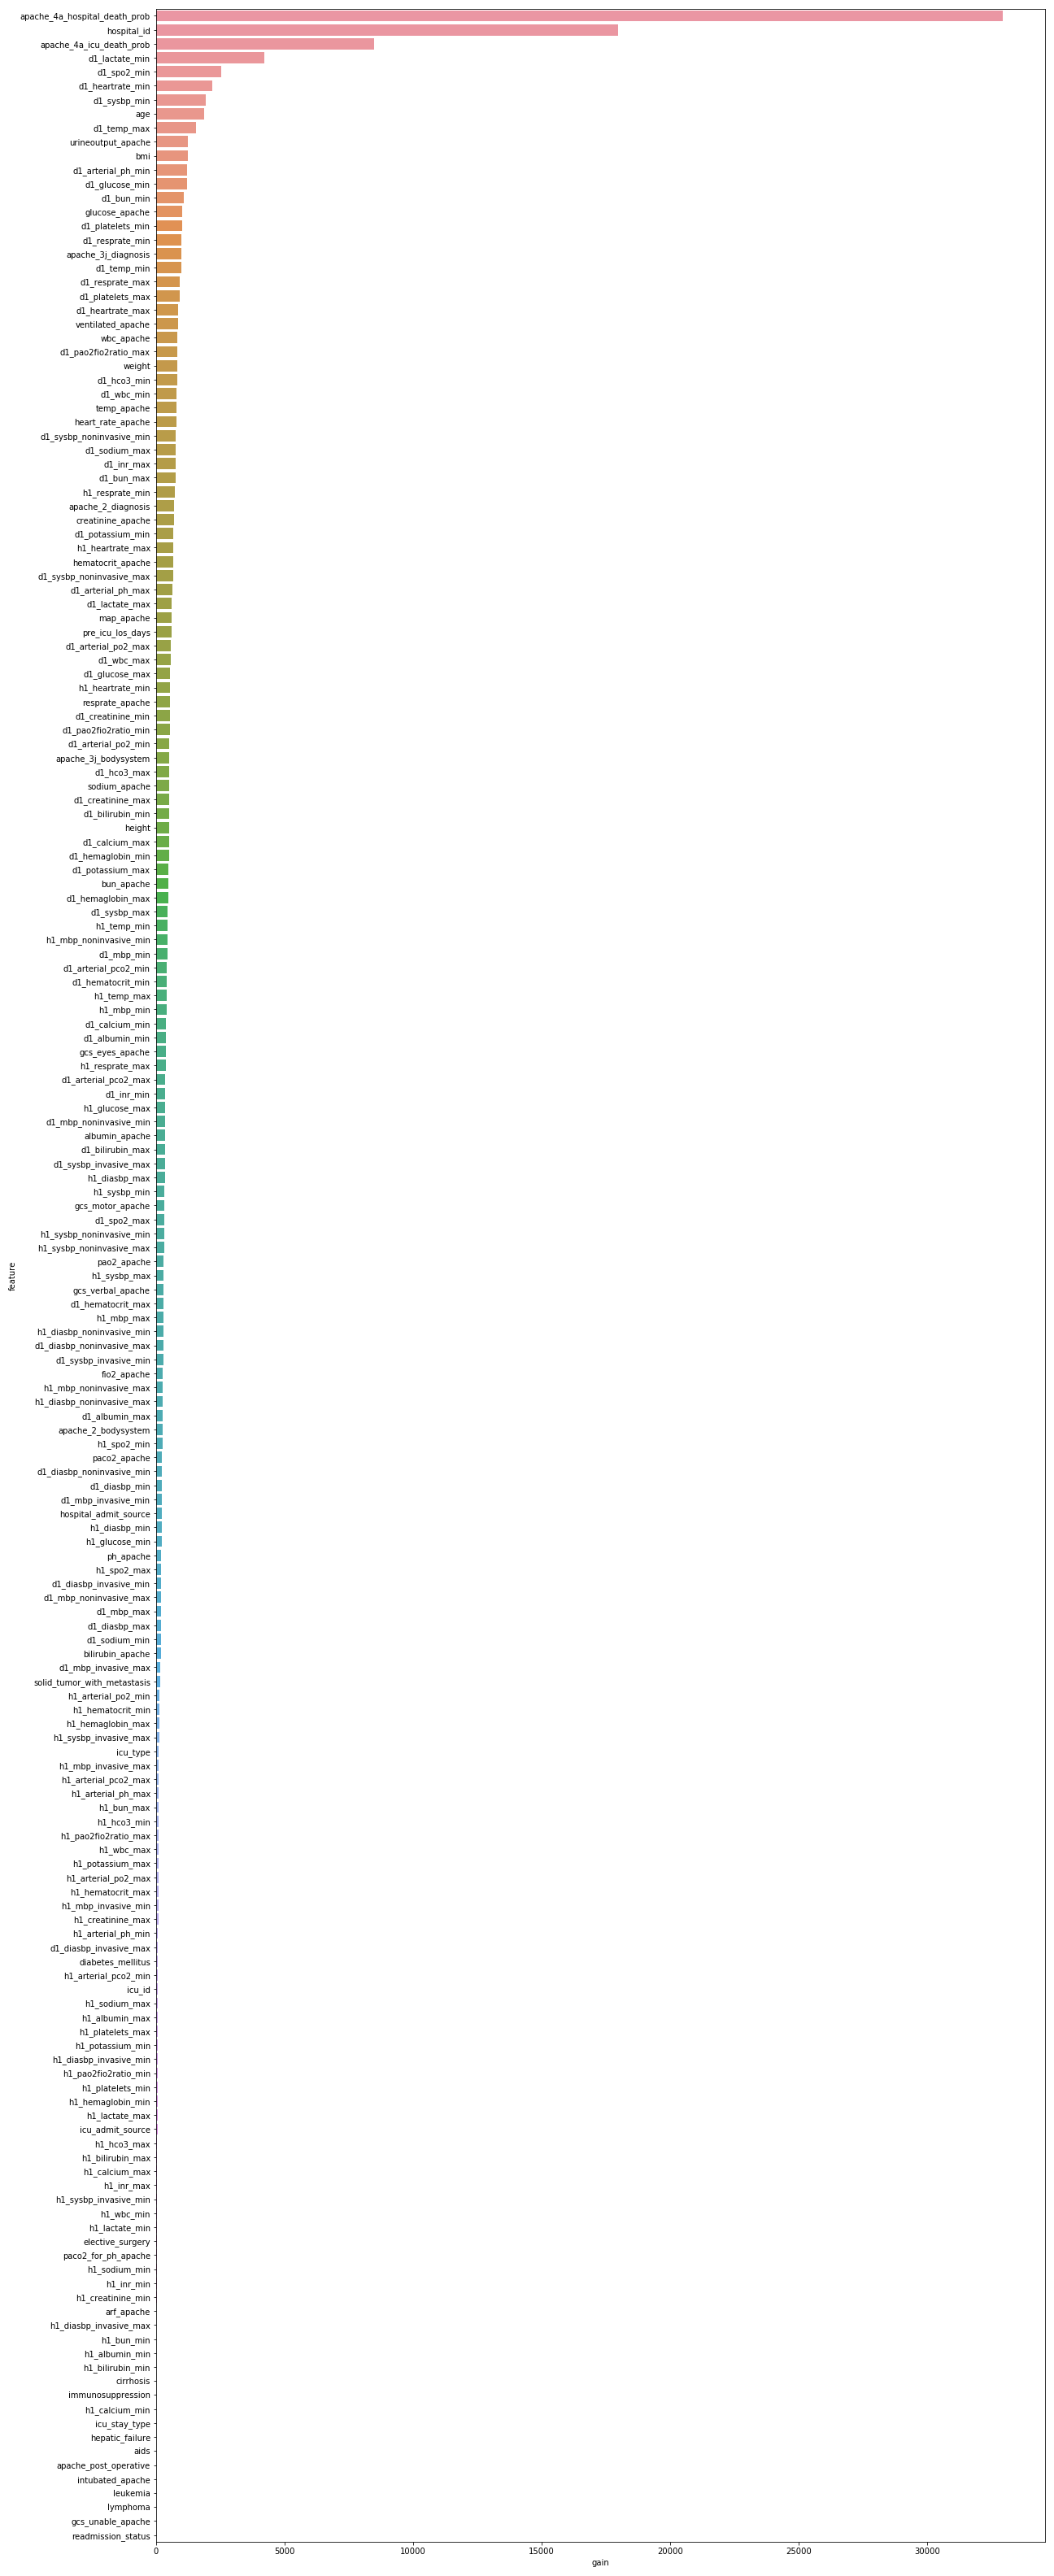 apache_4a_hospital_death_prob
hospital_id
apache_4a_icu_death_prob
d1_lactate_min
d1_spo2_min
d1_heartrate_min
d1_sysbp_min
age
d1_temp_max
urineoutput_apache
bmi
d1_arterial_ph_min
d1_glucose_min
d1_bun_min
glucose_apache
d1_platelets_min
d1_resprate_min
apache_3j_diagnosis
d1_temp_min
d1_resprate_max
d1_platelets_max
d1_heartrate_max
ventilated_apache
wbc_apache
d1_pao2fio2ratio_max
weight
d1_hco3_min
d1_wbc_min
temp_apache
heart_rate_apache
d1_sysbp_noninvasive_min
d1_sodium_max
d1_inr_max
d1_bun_max
h1_resprate_min
apache_2_diagnosis
creatinine_apache
d1_potassium_min
h1_heartrate_max
hematocrit_apache
d1_sysbp_noninvasive_max
d1_arterial_ph_max
d1_lactate_max
map_apache
pre_icu_los_days
d1_arterial_po2_max
d1_wbc_max
d1_glucose_max
h1_heartrate_min
resprate_apache
d1_creatinine_min
d1_pao2fio2ratio_min
d1_arterial_po2_min
apache_3j_bodysystem
d1_hco3_max
sodium_apache
d1_creatinine_max
d1_bilirubin_min
height
d1_calcium_max
d1_hemaglobin_min
d1_potassium_max
bun_apache
d1_hemaglobin_max
d1_sysbp_max
h1_temp_min
h1_mbp_noninvasive_min
d1_mbp_min
d1_arterial_pco2_min
d1_hematocrit_min
h1_temp_max
h1_mbp_min
d1_calcium_min
d1_albumin_min
gcs_eyes_apache
h1_resprate_max
d1_arterial_pco2_max
d1_inr_min
h1_glucose_max
d1_mbp_noninvasive_min
albumin_apache
d1_bilirubin_max
d1_sysbp_invasive_max
h1_diasbp_max
h1_sysbp_min
gcs_motor_apache
d1_spo2_max
h1_sysbp_noninvasive_min
h1_sysbp_noninvasive_max
pao2_apache
h1_sysbp_max
gcs_verbal_apache
d1_hematocrit_max
h1_mbp_max
h1_diasbp_noninvasive_min
d1_diasbp_noninvasive_max
d1_sysbp_invasive_min
fio2_apache
h1_mbp_noninvasive_max
h1_diasbp_noninvasive_max
d1_albumin_max
apache_2_bodysystem
h1_spo2_min
paco2_apache
d1_diasbp_noninvasive_min
d1_diasbp_min
d1_mbp_invasive_min
hospital_admit_source
h1_diasbp_min
h1_glucose_min
ph_apache
h1_spo2_max
d1_diasbp_invasive_min
d1_mbp_noninvasive_max
d1_mbp_max
d1_diasbp_max
d1_sodium_min
bilirubin_apache
d1_mbp_invasive_max
solid_tumor_with_metastasis
h1_arterial_po2_min
h1_hematocrit_min
h1_hemaglobin_max
h1_sysbp_invasive_max
icu_type
h1_mbp_invasive_max
h1_arterial_pco2_max
h1_arterial_ph_max
h1_bun_max
h1_hco3_min
h1_pao2fio2ratio_max
h1_wbc_max
h1_potassium_max
h1_arterial_po2_max
h1_hematocrit_max
h1_mbp_invasive_min
h1_creatinine_max
h1_arterial_ph_min
d1_diasbp_invasive_max
diabetes_mellitus
h1_arterial_pco2_min
icu_id
h1_sodium_max
h1_albumin_max
h1_platelets_max
h1_potassium_min
h1_diasbp_invasive_min
h1_pao2fio2ratio_min
h1_platelets_min
h1_hemaglobin_min
h1_lactate_max
icu_admit_source
h1_hco3_max
h1_bilirubin_max
h1_calcium_max
h1_inr_max
h1_sysbp_invasive_min
h1_wbc_min
h1_lactate_min
elective_surgery
paco2_for_ph_apache
h1_sodium_min
h1_inr_min
h1_creatinine_min
arf_apache
h1_diasbp_invasive_max
h1_bun_min
h1_albumin_min
h1_bilirubin_min
cirrhosis
immunosuppression
h1_calcium_min
icu_stay_type
hepatic_failure
aids
apache_post_operative
intubated_apache
leukemia
lymphoma
gcs_unable_apache
readmission_status
feature
0 5000 10000 15000 20000 25000 30000
gain